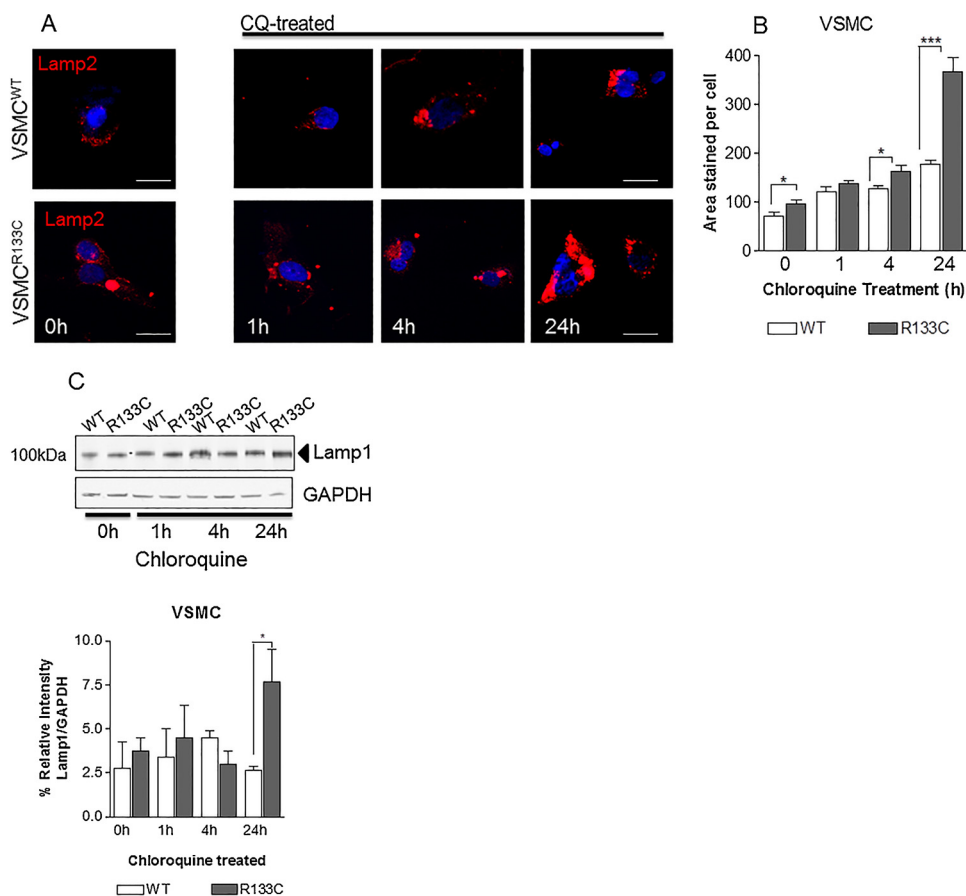 A
CQ-treated
VSMCWT
Lamp2
VSMCR133C
Lamp2
0h
1h
4h
24h
B
VSMC
Area stained per cell
400
300
200
100
0
*
*
***
0 1 4 24
Chloroquine Treatment (h)
WT R133C
C
WT R133C WT R133C WT R133C WT R133C
100kDa
Lamp1
GAPDH
0h 1h 4h 24h
Chloroquine
VSMC
% Relative Intensity
Lamp1/GAPDH
10.0
7.5
5.0
2.5
0.0
*
0h 1h 4h 24h
Chloroquine treated
WT R133C